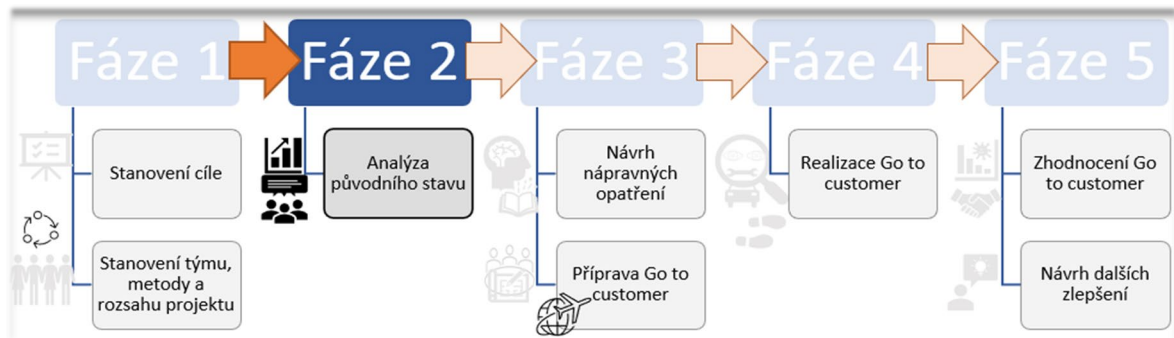 Fáze 1
Fáze 2
Fáze 3
Fáze 4
Fáze 5
Stanovení cíle
Stanovení týmu,
metody a
rozsahu projektu
Analýza
původního stavu
Návrh
nápravných
opatření
Příprava Go to
customer
Realizace Go to
customer
Zhodnocení Go
to customer
Návrh dalších
zlepšení